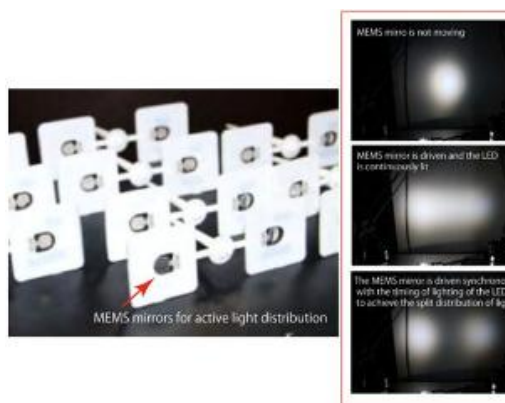 MEMS mirrors for active light distribution
MEMS mirro is not moving
MEMS mirror is driven and the LED
is continuously lit
The MEMS mirror is driven
with the timing of lighting of the LED
to achieve the split distribution of